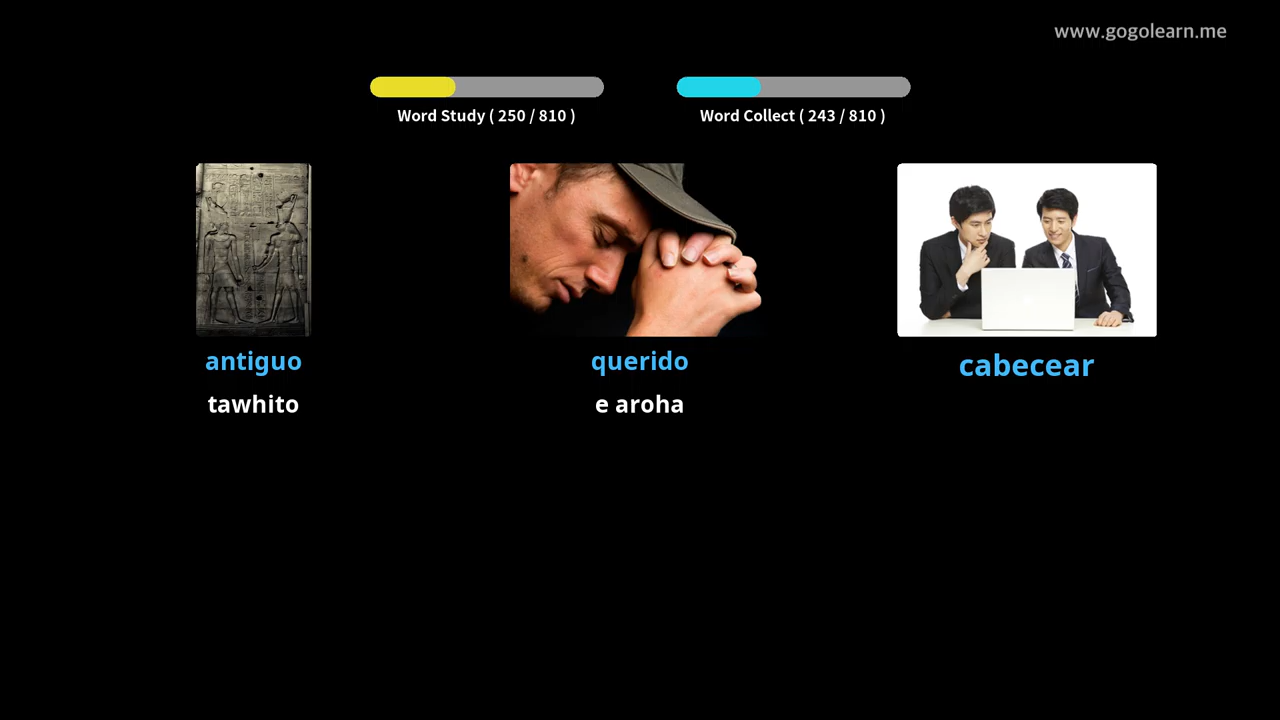 www.gogolearn.me
Word Study ( 250 / 810 )
Word Collect ( 243 / 810 )
antiguo
querido
cabecear
tawhito
e aroha